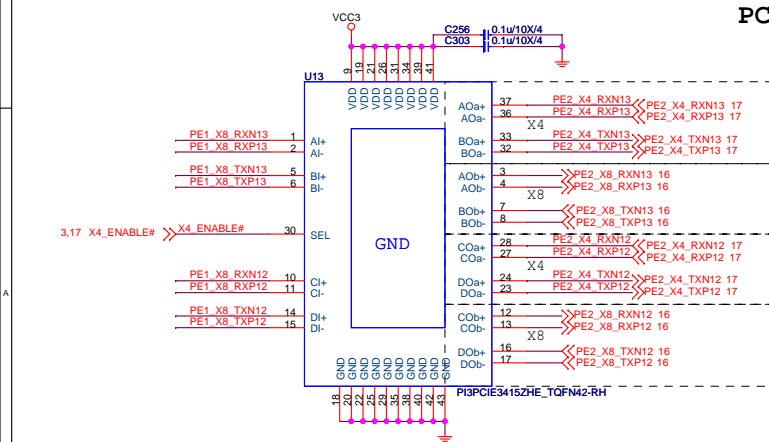 PC
VCC3
C256 0.1u/10X/4
C303 0.1u/10X/4
U13
9 19 21 26 31 34 39 41
VDD VDD VDD VDD VDD VDD VDD VDD
PE1_X8_RXN13 1 AI+
PE1_X8_RXP13 2 AI-
PE1_X8_TXN13 5 BI+
PE1_X8_TXP13 6 BI-
3,17 X4_ENABLE# X4_ENABLE# 30 SEL
PE1_X8_RXN12 10 CI+
PE1_X8_RXP12 11 CI-
PE1_X8_TXN12 14 DI+
PE1_X8_TXP12 15 DI-
GND
AOa+ 37 PE2_X4_RXN13 PE2_X4_RXN13 17
AOa- 36 PE2_X4_RXP13 PE2_X4_RXP13 17
X4
BOa+ 33 PE2_X4_TXN13 PE2_X4_TXN13 17
BOa- 32 PE2_X4_TXP13 PE2_X4_TXP13 17
AOb+ 3 PE2_X8_RXN13 16
AOb- 4 PE2_X8_RXP13 16
X8
BOb+ 7 PE2_X8_TXN13 16
BOb- 8 PE2_X8_TXP13 16
COa+ 28 PE2_X4_RXN12 PE2_X4_RXN12 17
COa- 27 PE2_X4_RXP12 PE2_X4_RXP12 17
X4
DOa+ 24 PE2_X4_TXN12 PE2_X4_TXN12 17
DOa- 23 PE2_X4_TXP12 PE2_X4_TXP12 17
COb+ 12 PE2_X8_RXN12 16
COb- 13 PE2_X8_RXP12 16
X8
DOb+ 16 PE2_X8_TXN12 16
DOb- 17 PE2_X8_TXP12 16
GND GND GND GND GND GND GND GND GND GND
18 20 22 25 29 35 38 40 42 43
PI3PCIE3415ZHE_TQFN42-RH
A